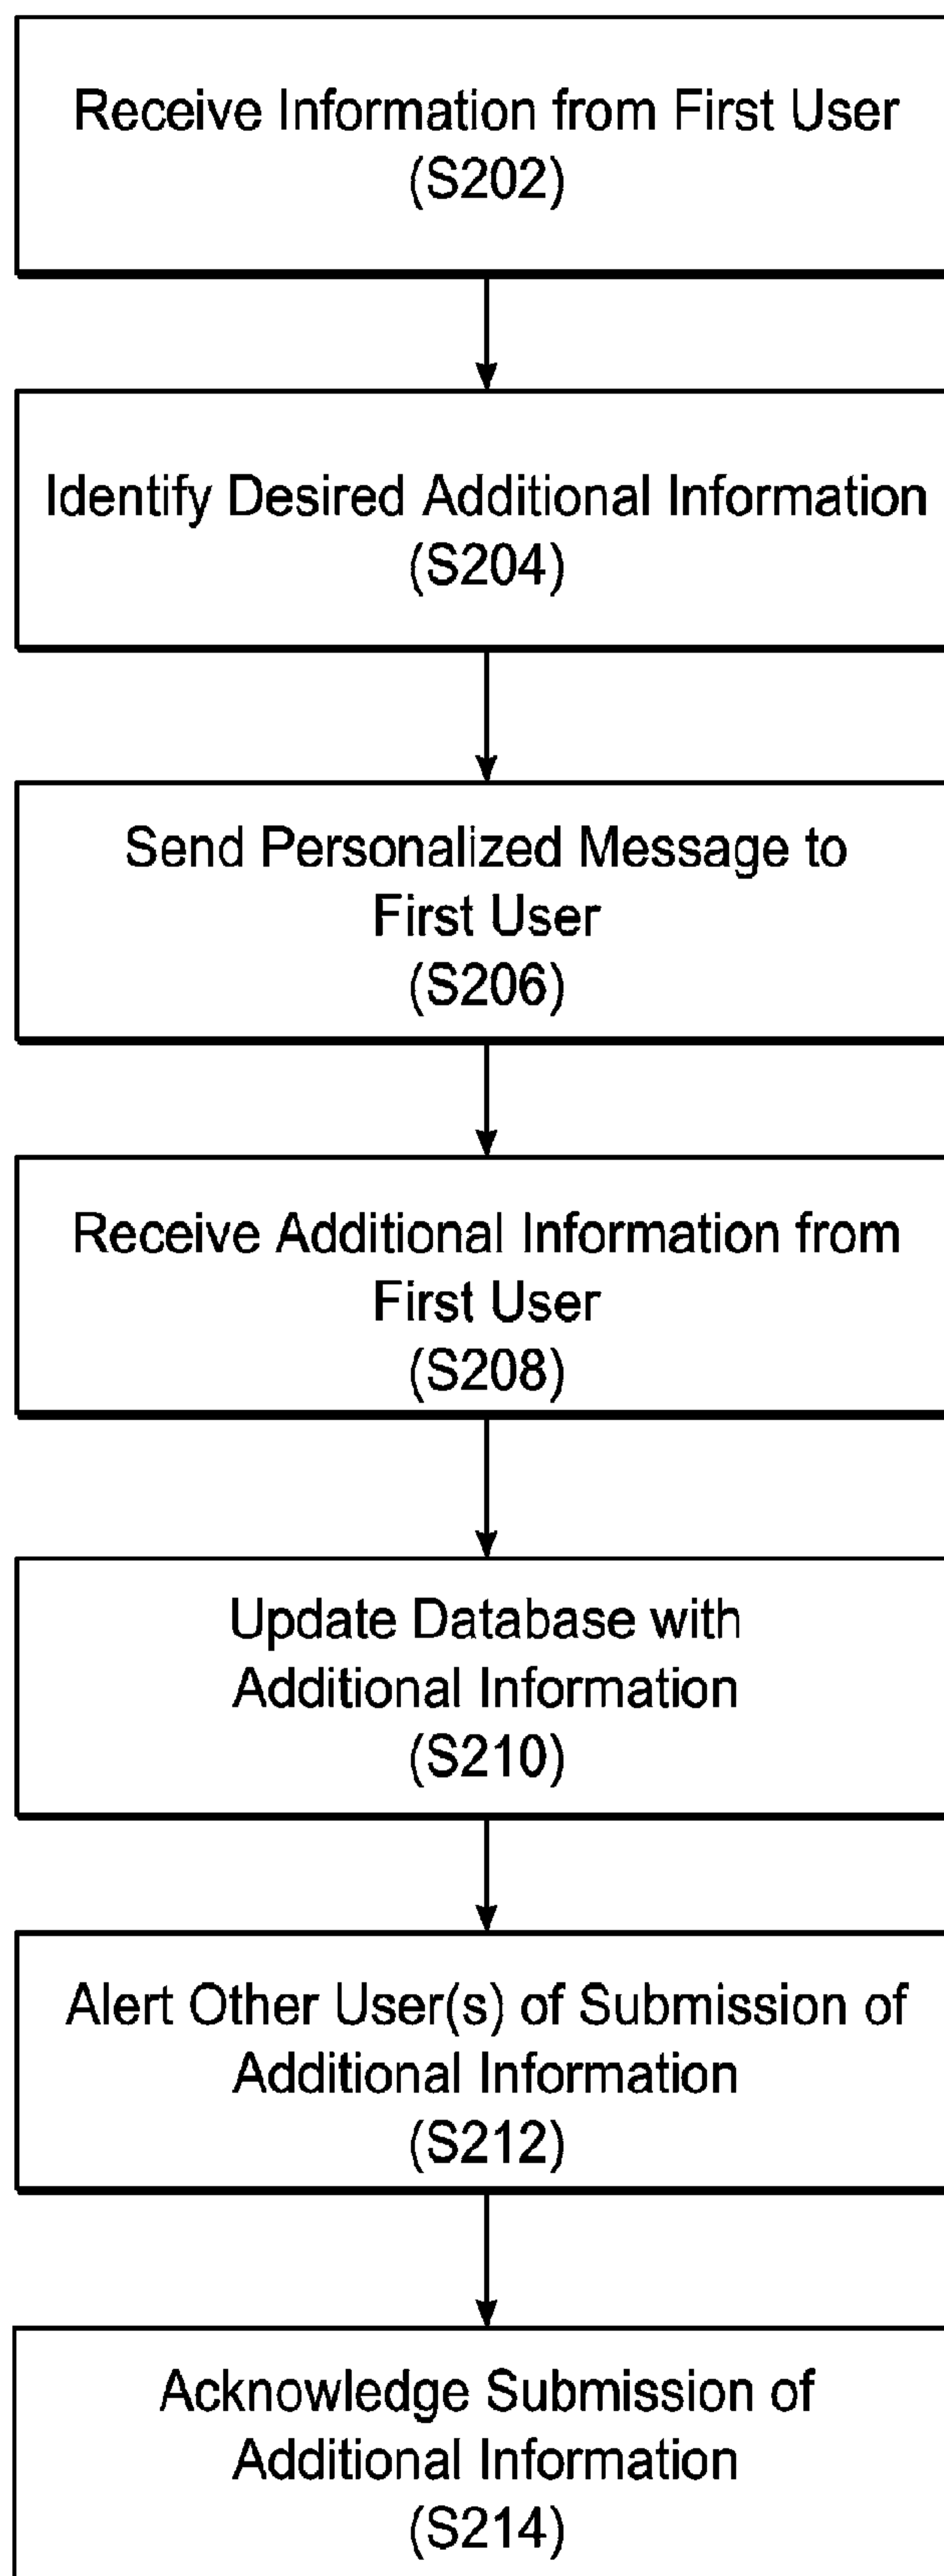 Receive Information from First User
(S202)
Identify Desired Additional Information
(S204)
Send Personalized Message to
First User
(S206)
Receive Additional Information from
First User
(S208)
Update Database with
Additional Information
(S210)
Alert Other User(s) of Submission of
Additional Information
(S212)
Acknowledge Submission of
Additional Information
(S214)